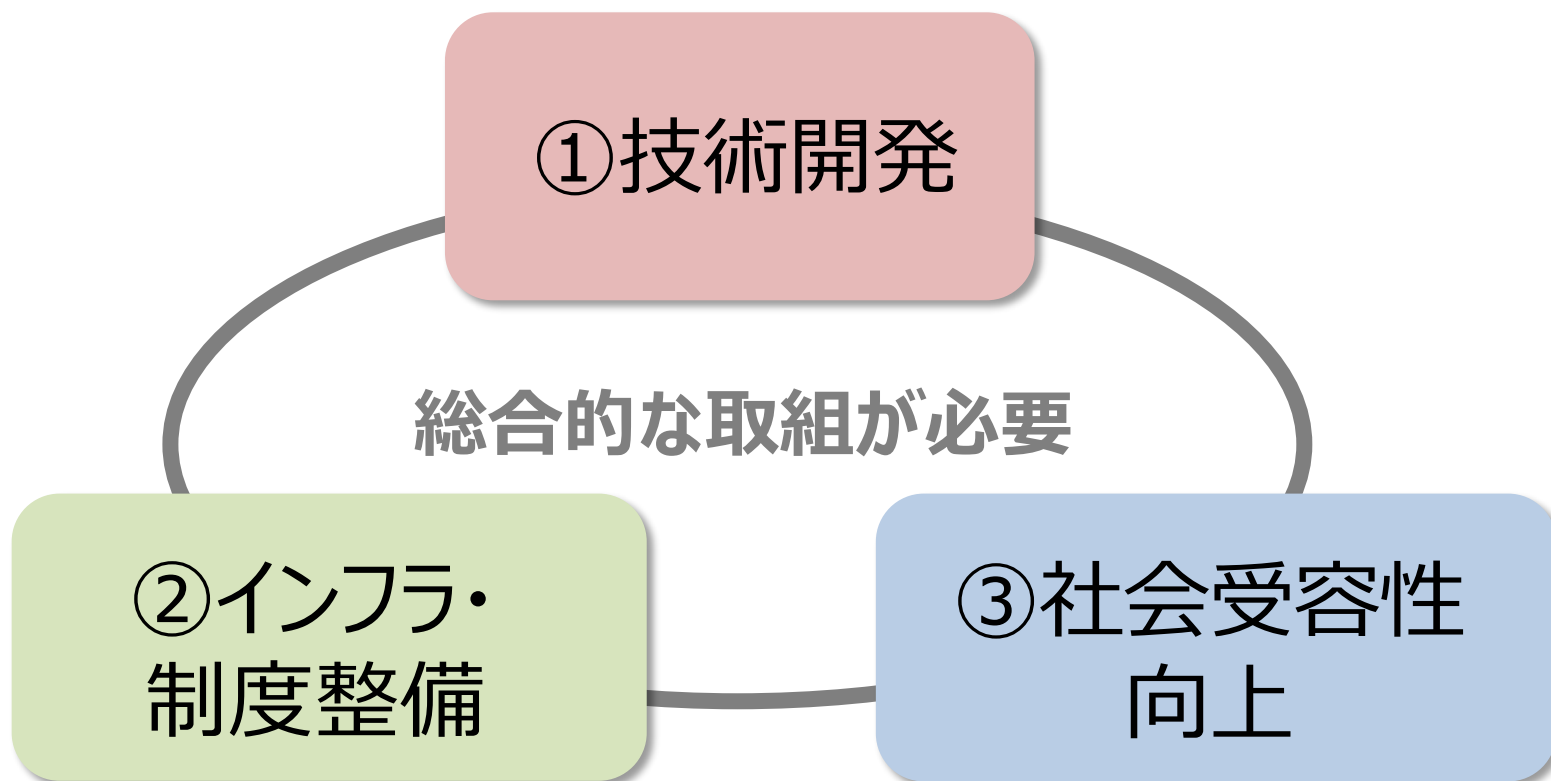 ①技術開発
総合的な取組が必要
②インフラ・
制度整備
③社会受容性
向上